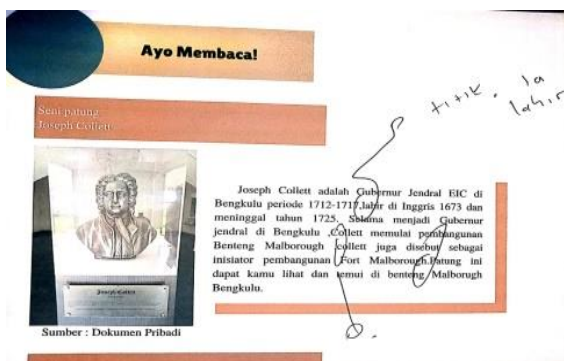 Ayo Membaca!
Seni patung
Joseph Collett
titik. Ia
lahir
Joseph Collet adalah Gubernur Jendral EIC di
Bengkulu periode 1712-1717,lahir di Inggris 1673 dan
meninggal tahun 1725. Selama menjadi Gubernur
jendral di Bengkulu ,Collett memulai pembangunan
Benteng Malborough collett juga disebut sebagai
inisiator pembangunan Fort Malborough.Patung ini
dapat kamu lihat dan temui di benteng Malborugh
Bengkulu.
Joseph Collett
Sumber : Dokumen Pribadi